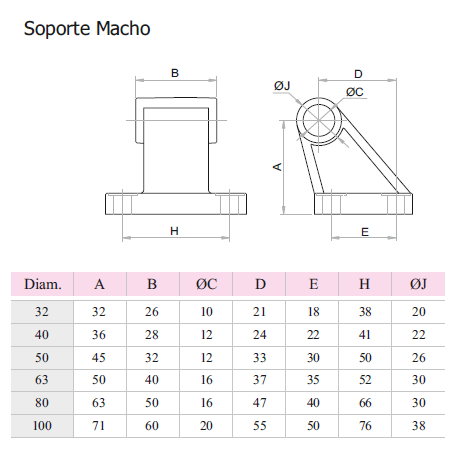 Soporte Macho
B
D
ØJ
ØC
A
H
E
Diam. A B ØC D E H ØJ
32 32 26 10 21 18 38 20
40 36 28 12 24 22 41 22
50 45 32 12 33 30 50 26
63 50 40 16 37 35 52 30
80 63 50 16 47 40 66 30
100 71 60 20 55 50 76 38